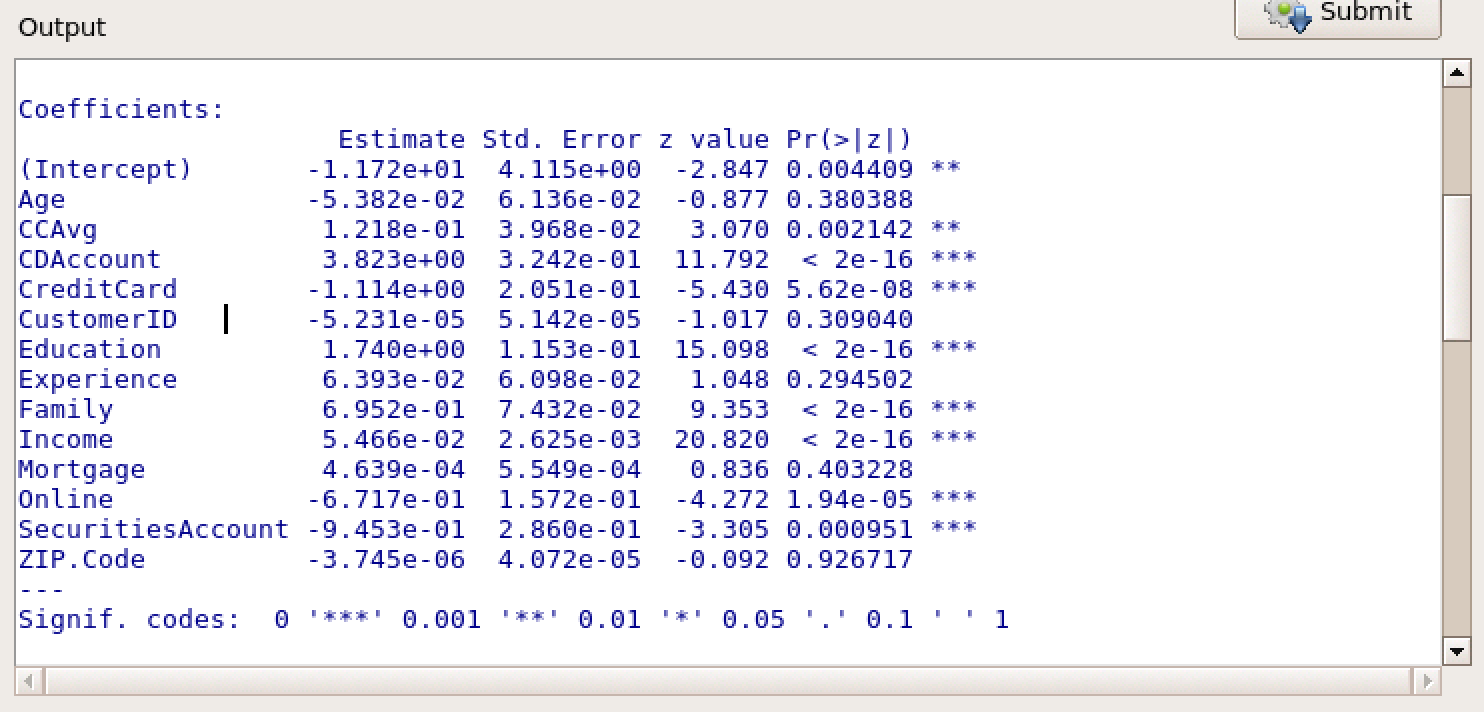 Submit
Output
Coefficients:
Estimate Std. Error z value Pr(>|z|)
(Intercept) -1.172e+01 4.115e+00 -2.847 0.004409 **
Age -5.382e-02 6.136e-02 -0.877 0.380388
CCAvg 1.218e-01 3.968e-02 3.070 0.002142 **
CDAccount 3.823e+00 3.242e-01 11.792 < 2e-16 ***
CreditCard -1.114e+00 2.051e-01 -5.430 5.62e-08 ***
CustomerID -5.231e-05 5.142e-05 -1.017 0.309040
Education 1.740e+00 1.153e-01 15.098 < 2e-16 ***
Experience 6.393e-02 6.098e-02 1.048 0.294502
Family 6.952e-01 7.432e-02 9.353 < 2e-16 ***
Income 5.466e-02 2.625e-03 20.820 < 2e-16 ***
Mortgage 4.639e-04 5.549e-04 0.836 0.403228
Online -6.717e-01 1.572e-01 -4.272 1.94e-05 ***
SecuritiesAccount -9.453e-01 2.860e-01 -3.305 0.000951 ***
ZIP.Code -3.745e-06 4.072e-05 -0.092 0.926717
---
Signif. codes: 0 '***' 0.001 '**' 0.01 '*' 0.05 '.' 0.1 ' ' 1